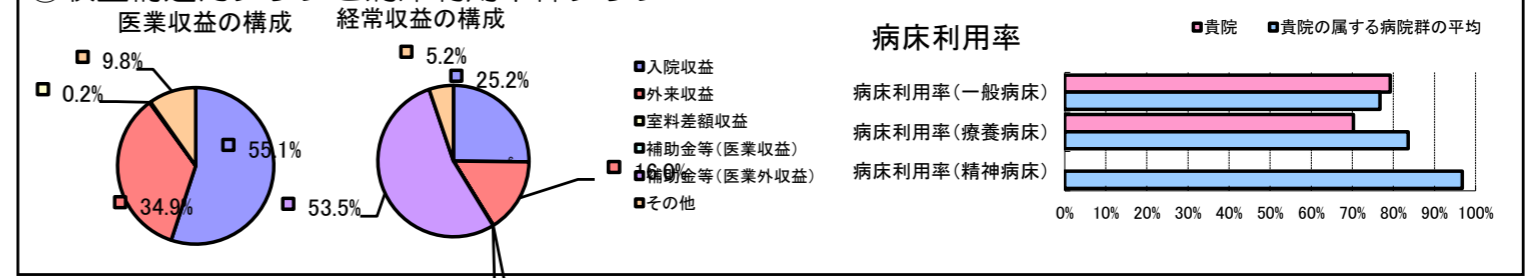 医業収益の構成
経常収益の構成
9.8%
0.2%
55.1%
34.9%
5.2%
25.2%
16.0%
53.5%
入院収益
外来収益
室料差額収益
補助金等(医業収益)
補助金等(医業外収益)
その他
病床利用率
貴院
貴院の属する病院群の平均
病床利用率(一般病床)
病床利用率(療養病床)
病床利用率(精神病床)
0% 10% 20% 30% 40% 50% 60% 70% 80% 90% 100%